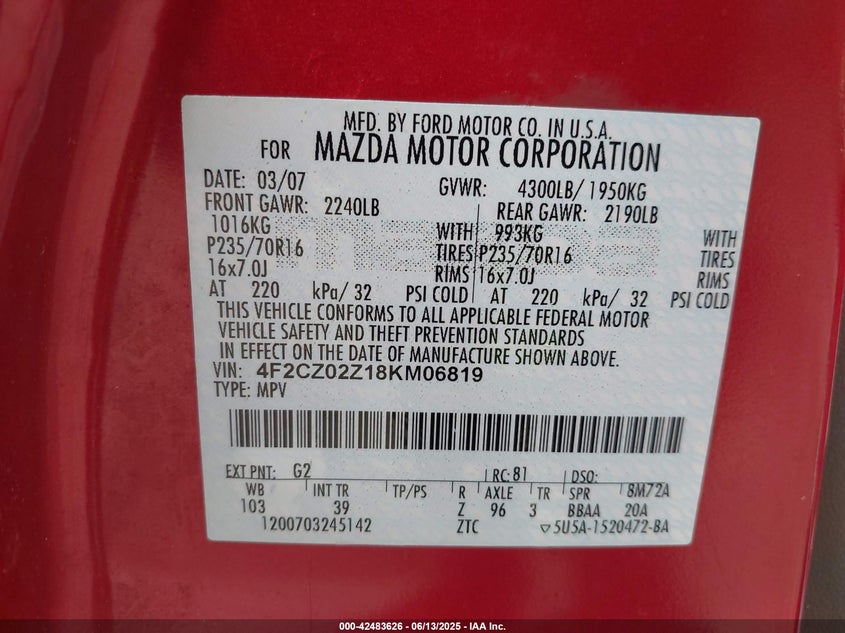 MFD. BY FORD MOTOR CO. IN U.S.A.
FOR MAZDA MOTOR CORPORATION
DATE: 03/07 GVWR: 4300LB/ 1950KG
FRONT GAWR: 2240LB REAR GAWR: 2190LB
1016KG WITH 993KG WITH
P235/70R16 TIRES P235/70R16 TIRES
16x7.0J RIMS 16x7.0J RIMS
AT 220 kPa/ 32 PSI COLD AT 220 kPa/ 32 PSI COLD
THIS VEHICLE CONFORMS TO ALL APPLICABLE FEDERAL MOTOR
VEHICLE SAFETY AND THEFT PREVENTION STANDARDS
IN EFFECT ON THE DATE OF MANUFACTURE SHOWN ABOVE.
VIN: 4F2CZ02Z18KM06819
TYPE: MPV
EXT PNT: G2 RC: 81 DSO:
WB INT TR TP/PS R AXLE TR SPR 8M72A
103 39 Z 96 3 BBAA 20A
1200703245142 ZTC ▽5U5A-1520472-BA
000-42483626 - 06/13/2025 - IAA Inc.